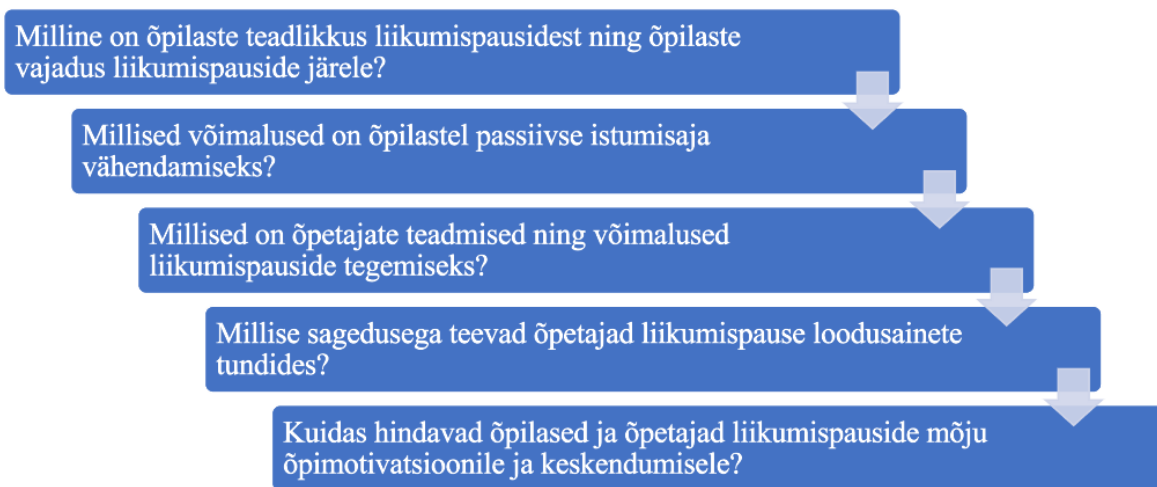 Milline on õpilaste teadlikkus liikumispausidest ning õpilaste
vajadus liikumispauside järele?
Millised võimalused on õpilastel passiivse istumisaja
vähendamiseks?
Millised on õpetajate teadmised ning võimalused
liikumispauside tegemiseks?
Millise sagedusega teevad õpetajad liikumispause loodusainete
tundides?
Kuidas hindavad õpilased ja õpetajad liikumispauside mõju
õpimotivatsioonile ja keskendumisele?